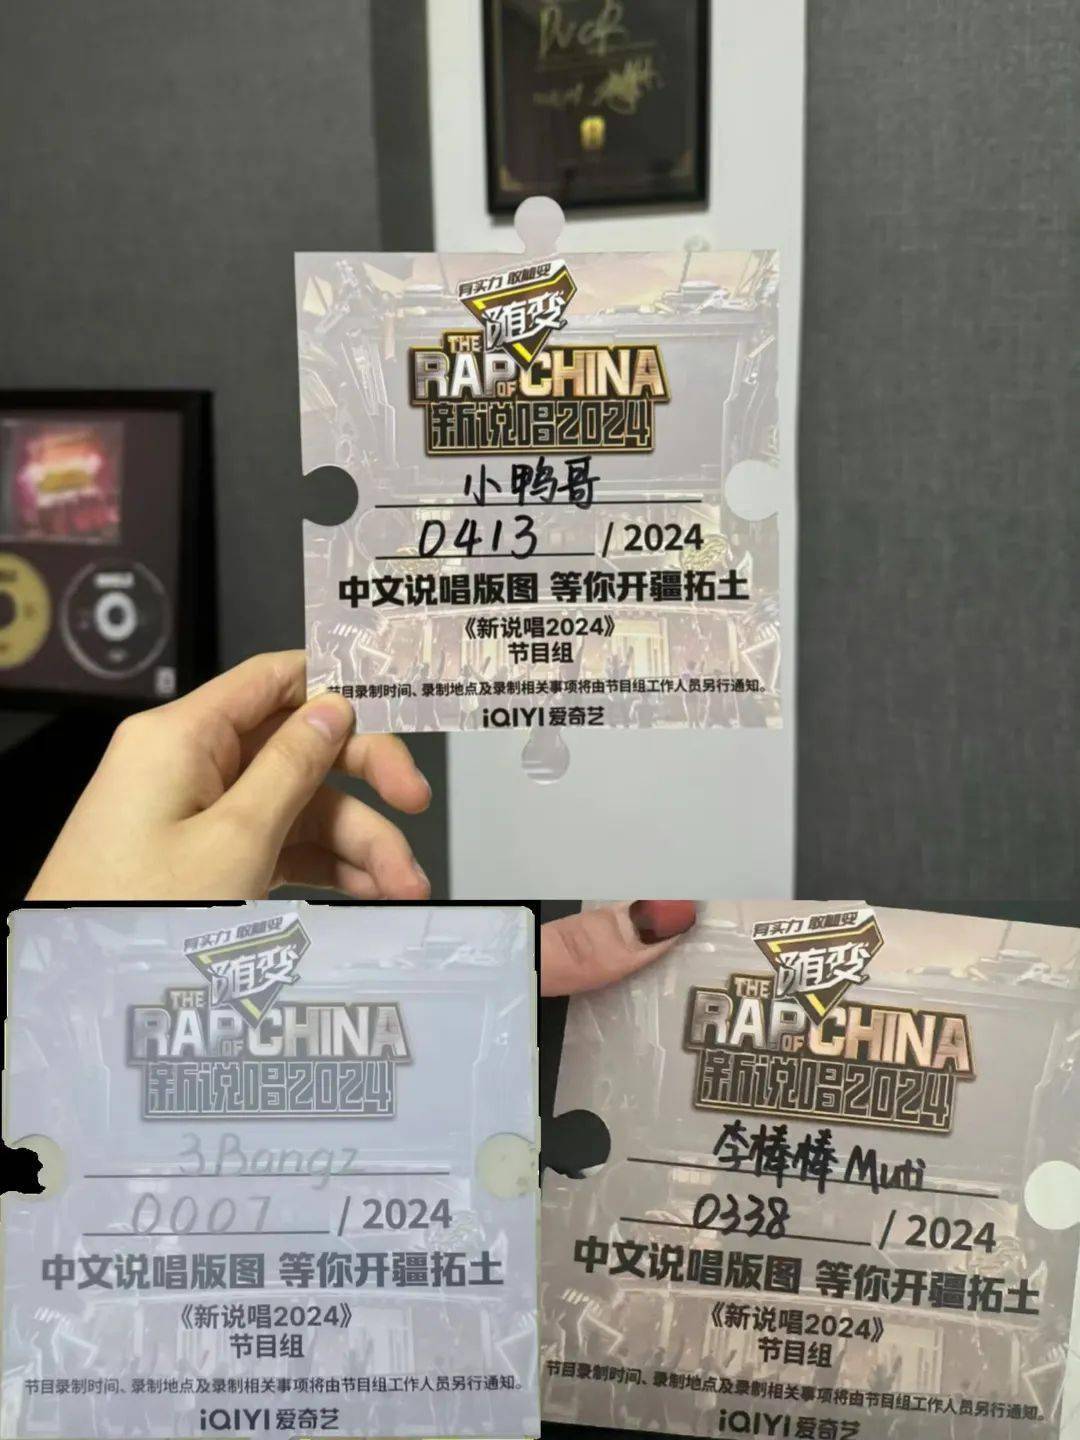 Duck
有实力 敢随变
随变
THE
RAP OF CHINA
新说唱2024
小鸭哥
0413 / 2024
中文说唱版图 等你开疆拓土
《新说唱2024》
节目组
节目录制时间、录制地点及录制相关事项将由节目组工作人员另行通知。
iQIYI 爱奇艺
有实力 敢随变
随变
THE
RAP OF CHINA
新说唱2024
3Bangz
0007 / 2024
中文说唱版图 等你开疆拓土
《新说唱2024》
节目组
节目录制时间、录制地点及录制相关事项将由节目组工作人员另行通知。
iQIYI 爱奇艺
有实力 敢随变
随变
THE
RAP OF CHINA
新说唱2024
李棒棒 Muti
0338 / 2024
中文说唱版图 等你开疆拓土
《新说唱2024》
节目组
节目录制时间、录制地点及录制相关事项将由节目组工作人员另行通知。
iQIYI 爱奇艺